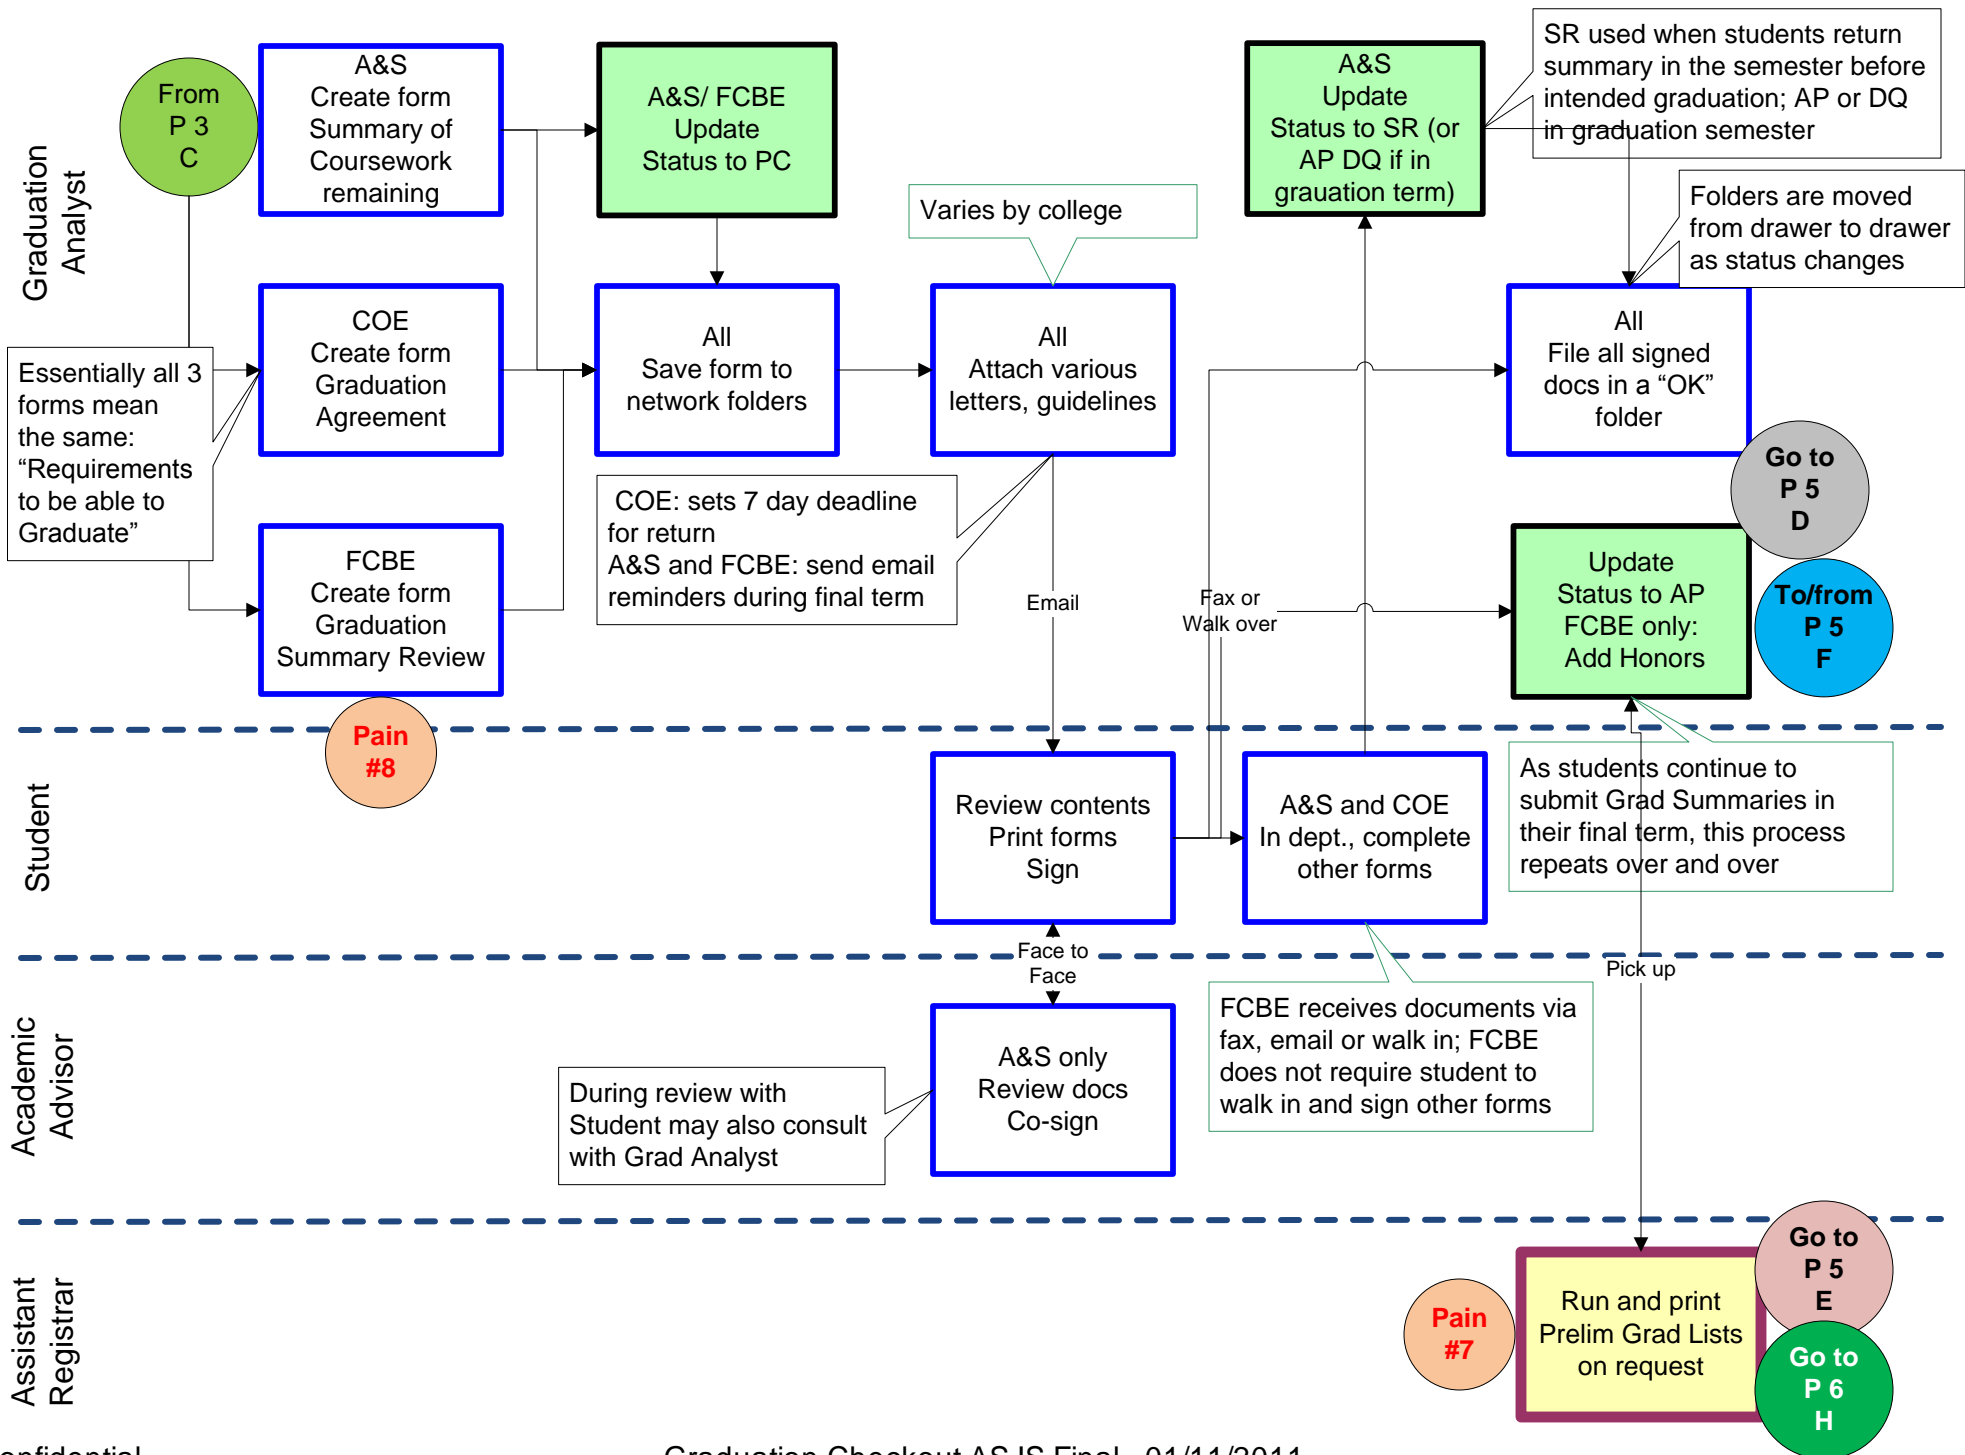 Graduation
Analyst
From
P 3
C
A&S
Create form
Summary of
Coursework
remaining
A&S/ FCBE
Update
Status to PC
Varies by college
A&S
Update
Status to SR (or
AP DQ if in
grauation term)
SR used when students return
summary in the semester before
intended graduation; AP or DQ
in graduation semester
Folders are moved
from drawer to drawer
as status changes
Essentially all 3
forms mean
the same:
“Requirements
to be able to
Graduate”
COE
Create form
Graduation
Agreement
All
Save form to
network folders
All
Attach various
letters, guidelines
All
File all signed
docs in a “OK”
folder
Go to
P 5
D
COE: sets 7 day deadline
for return
A&S and FCBE: send email
reminders during final term
FCBE
Create form
Graduation
Summary Review
Email
Fax or
Walk over
Update
Status to AP
FCBE only:
Add Honors
To/from
P 5
F
Pain
#8
Student
Review contents
Print forms
Sign
A&S and COE
In dept., complete
other forms
As students continue to
submit Grad Summaries in
their final term, this process
repeats over and over
Face to
Face
Pick up
Academic
Advisor
During review with
Student may also consult
with Grad Analyst
A&S only
Review docs
Co-sign
FCBE receives documents via
fax, email or walk in; FCBE
does not require student to
walk in and sign other forms
Assistant
Registrar
Pain
#7
Run and print
Prelim Grad Lists
on request
Go to
P 5
E
Go to
P 6
H
Graduation Checkout AS IS Final 01/11/2011